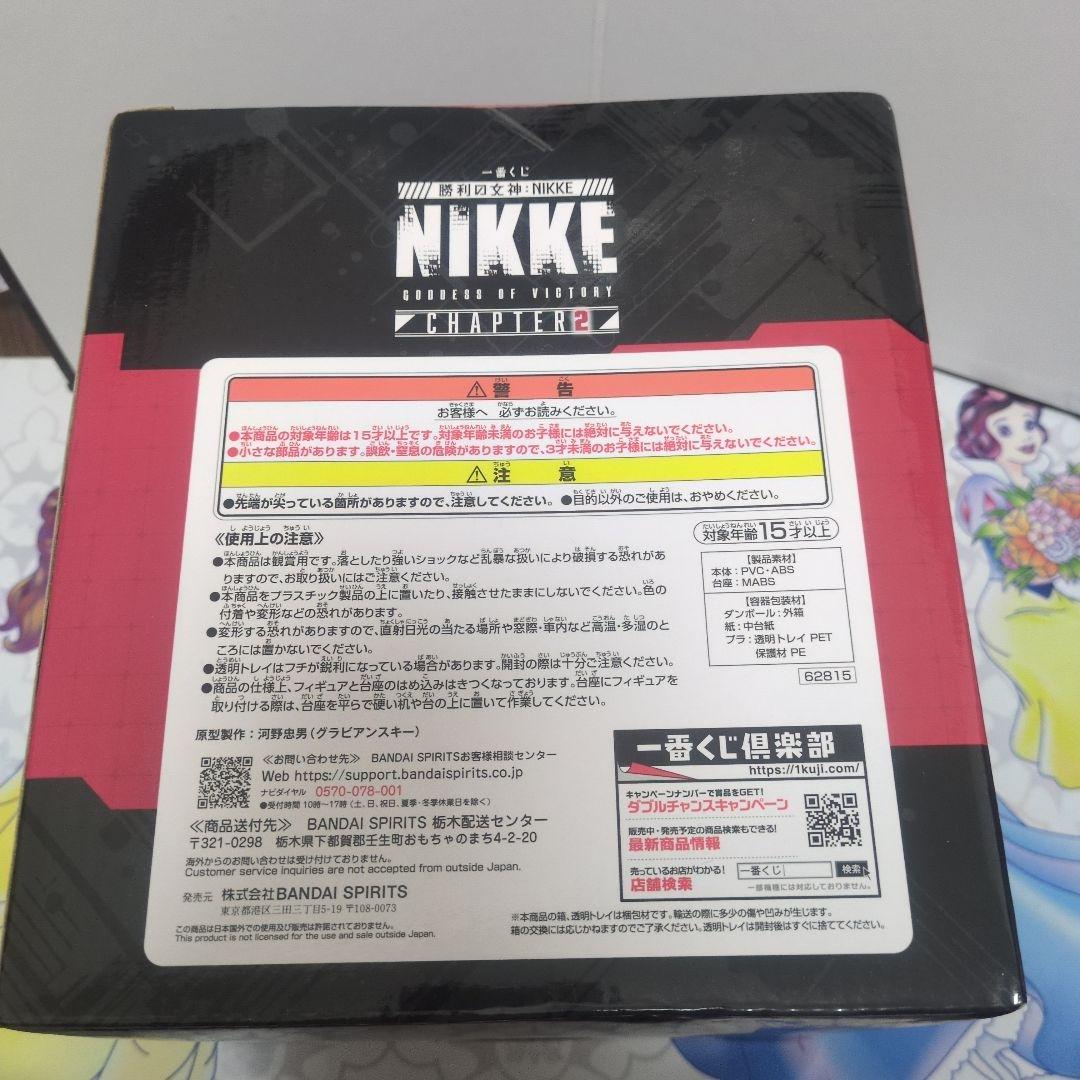 一番くじ
勝利の女神:NIKKE
NIKKE
GODDESS OF VICTORY
CHAPTER 2
⚠警告
お客様へ 必ずお読みください。
●本商品の対象年齢は15才以上です。対象年齢未満のお子様には絶対に与えないでください。
●小さな部品があります。誤飲・窒息の危険がありますので、3才未満のお子様には絶対に与えないでください。
⚠注意
●先端が尖っている箇所がありますので、注意してください。●目的以外のご使用は、おやめください。
《使用上の注意》
●本商品は観賞用です。落としたり強いショックなど乱暴な扱いにより破損する恐れがあ
りますので、お取り扱いにはご注意ください。
●本商品をプラスチック製品の上に置いたり、接触させたままにしないでください。色の
付着や変形などの恐れがあります。
●変形する恐れがありますので、直射日光の当たる場所や窓際・車内など高温・多湿のと
ころには置かないでください。
●透明トレイはフチが鋭利になっている場合があります。開封の際は十分ご注意ください。
●商品の仕様上、フィギュアと台座のはめ込みはきつくなっております。台座にフィギュアを
取り付ける際は、台座を平らで硬い机や台の上に置いて作業してください。
対象年齢15才以上
【製品素材】
本体:PVC・ABS
台座:MABS
【容器包装材】
ダンボール:外箱
紙:中台紙
プラ:透明トレイ PET
保護材 PE
62815
原型製作:河野忠男(グラビアンスキー)
≪お問い合わせ先≫ BANDAI SPIRITSお客様相談センター
Web https://support.bandaispirits.co.jp
ナビダイヤル 0570-078-001
●受付時間 10時～17時(土、日、祝日、夏季・冬季休業日を除く)
≪商品送付先≫ BANDAI SPIRITS 栃木配送センター
〒321-0298 栃木県下都賀郡壬生町おもちゃのまち4-2-20
海外からのお問い合わせは受け付けておりません。
Customer service inquiries are not accepted from outside Japan.
発売元 株式会社BANDAI SPIRITS
東京都港区三田三丁目5-19 〒108-0073
この商品は日本国外での使用及び販売は許諾されておりません。
This product is not licensed for the use and sale outside Japan.
一番くじ倶楽部
https://1kuji.com/
キャンペーンナンバーで賞品をGET!
ダブルチャンスキャンペーン
販売中・発売予定の商品検索もできる!
最新商品情報
売っているお店がわかる!
店舗検索
一番くじ 検索
一部機種には対応しておりません。
※本商品の箱、透明トレイは梱包材です。輸送の際に多少の傷や凹みが生じます。
箱の交換には応じかねますのでご了承ください。透明トレイは開封後はすぐに捨ててください。